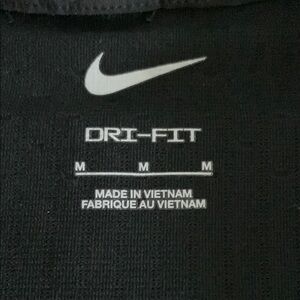 DRI-FIT
M M M
MADE IN VIETNAM
FABRIQUE AU VIETNAM